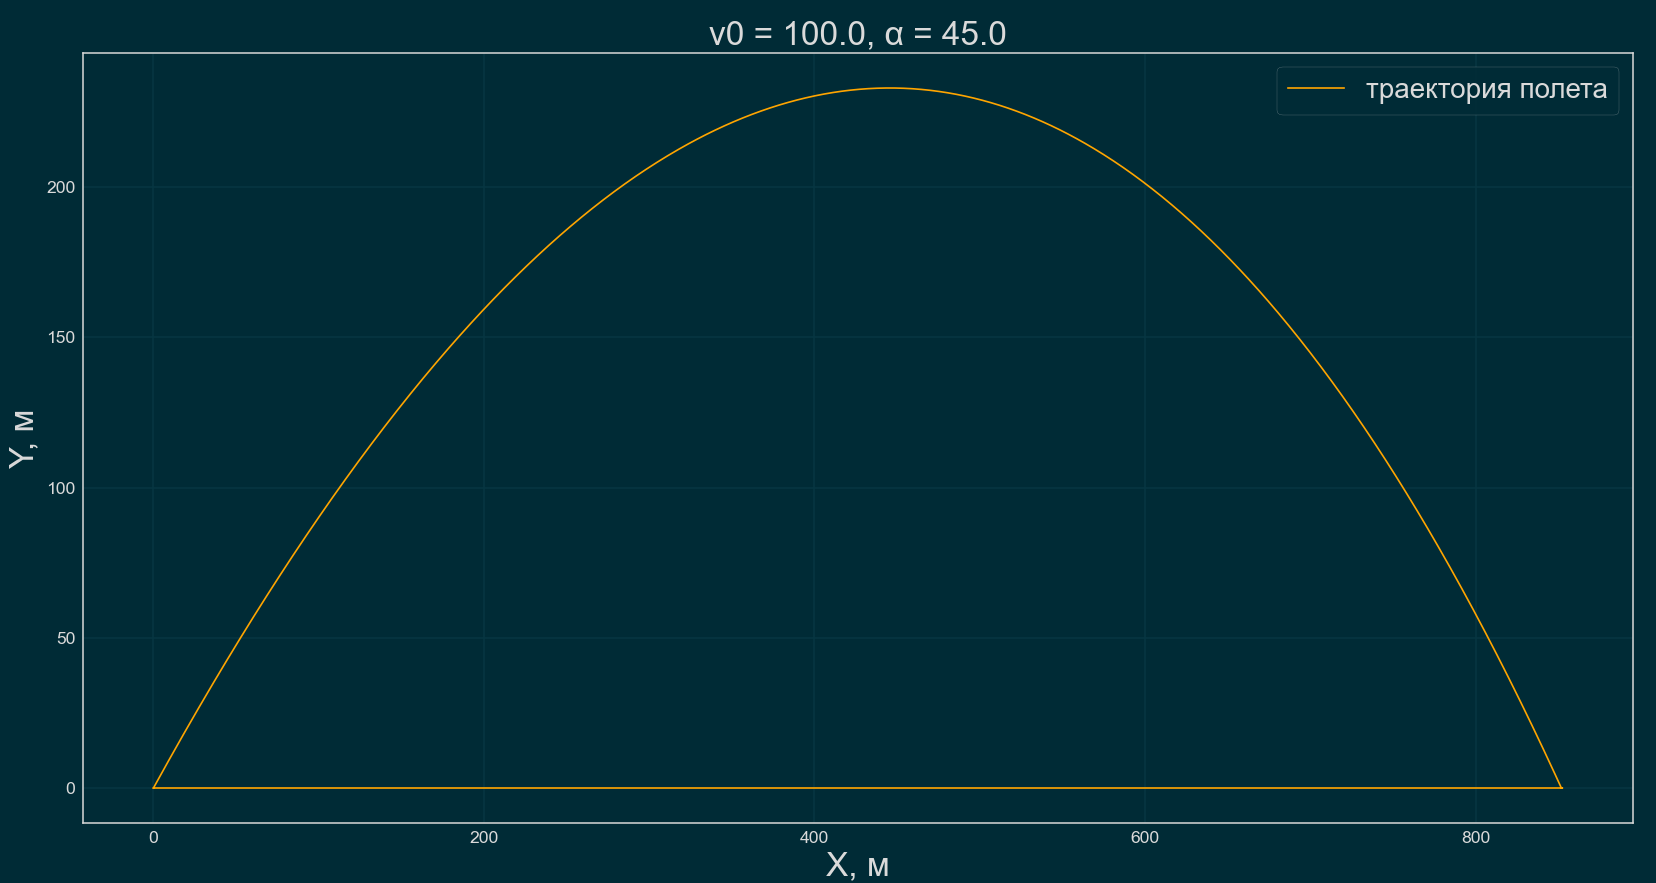 v0 = 100.0, α = 45.0
траектория полета
Y, м
200
150
100
50
0
0 200 400 600 800
X, м